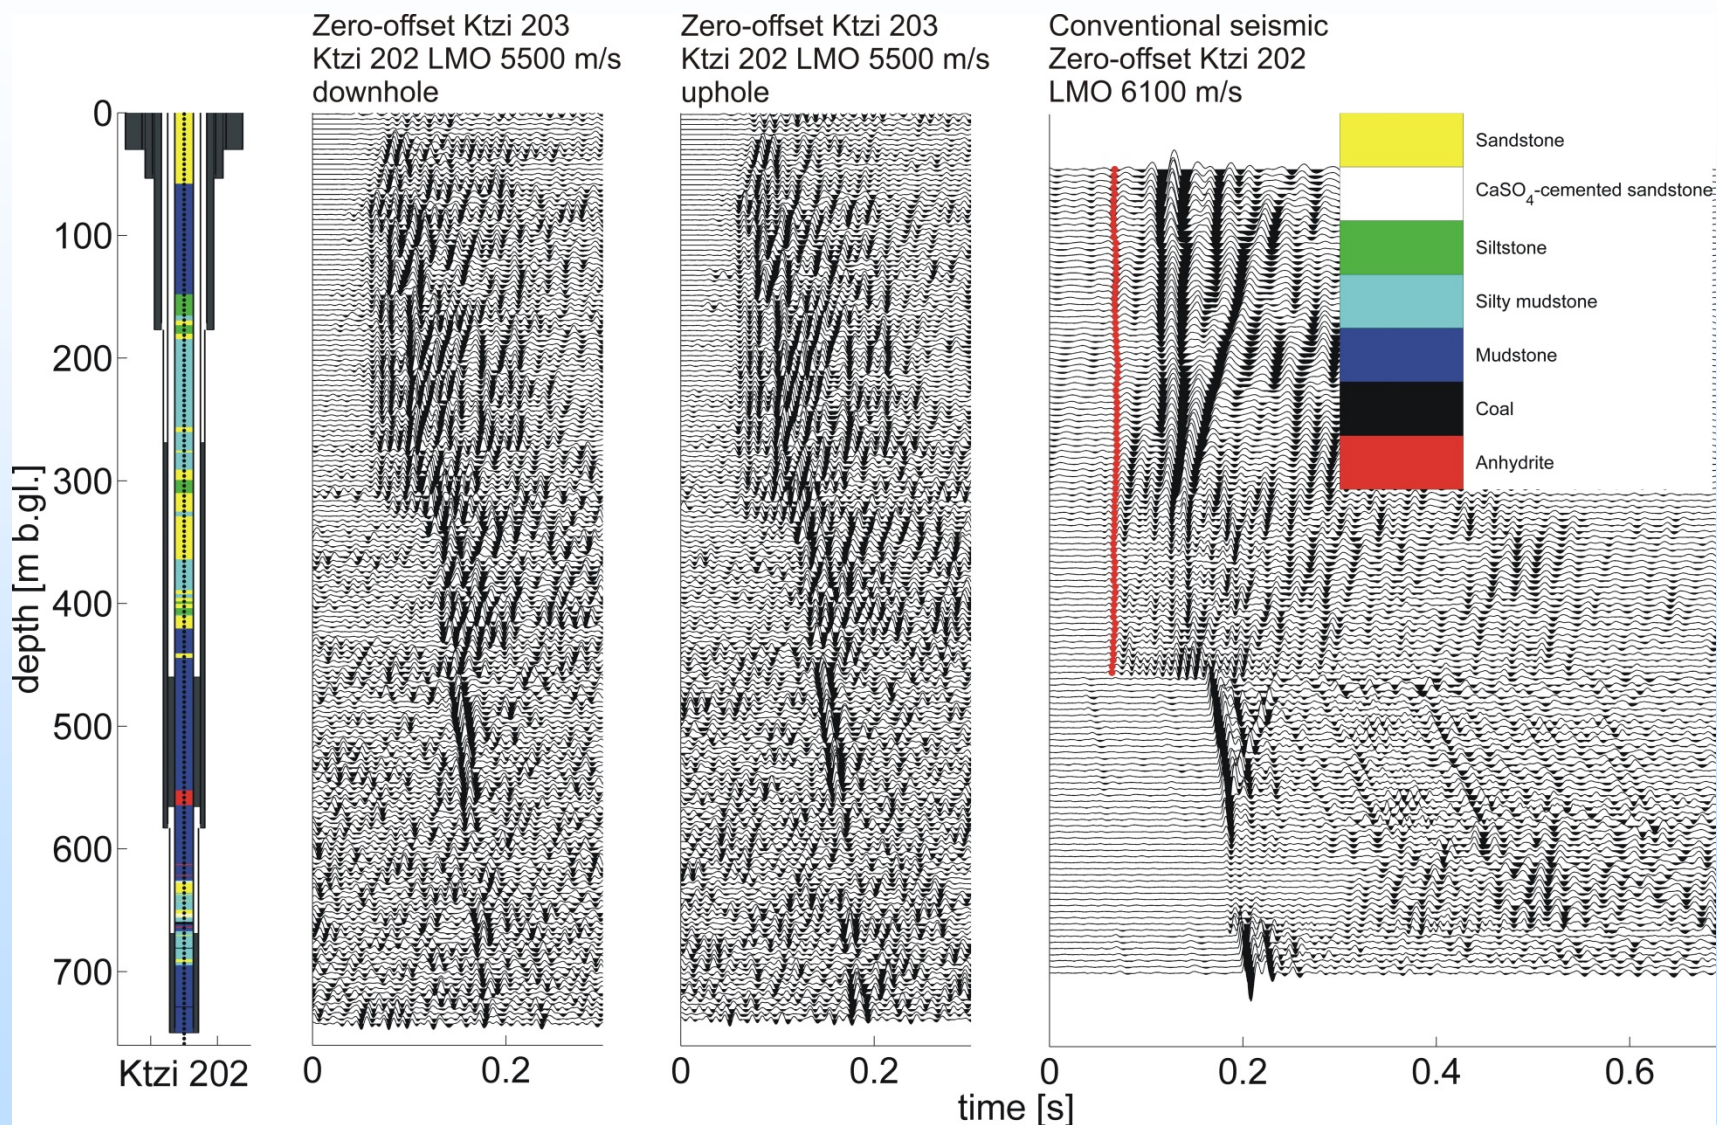 Zero-offset Ktzi 203
Ktzi 202 LMO 5500 m/s
downhole
Zero-offset Ktzi 203
Ktzi 202 LMO 5500 m/s
uphole
Conventional seismic
Zero-offset Ktzi 202
LMO 6100 m/s
Sandstone
CaSO4-cemented sandstone
Siltstone
Silty mudstone
Mudstone
Coal
Anhydrite
depth [m b.gl.]
0
100
200
300
400
500
600
700
Ktzi 202
0 0.2
0 0.2
0 0.2 0.4 0.6
time [s]